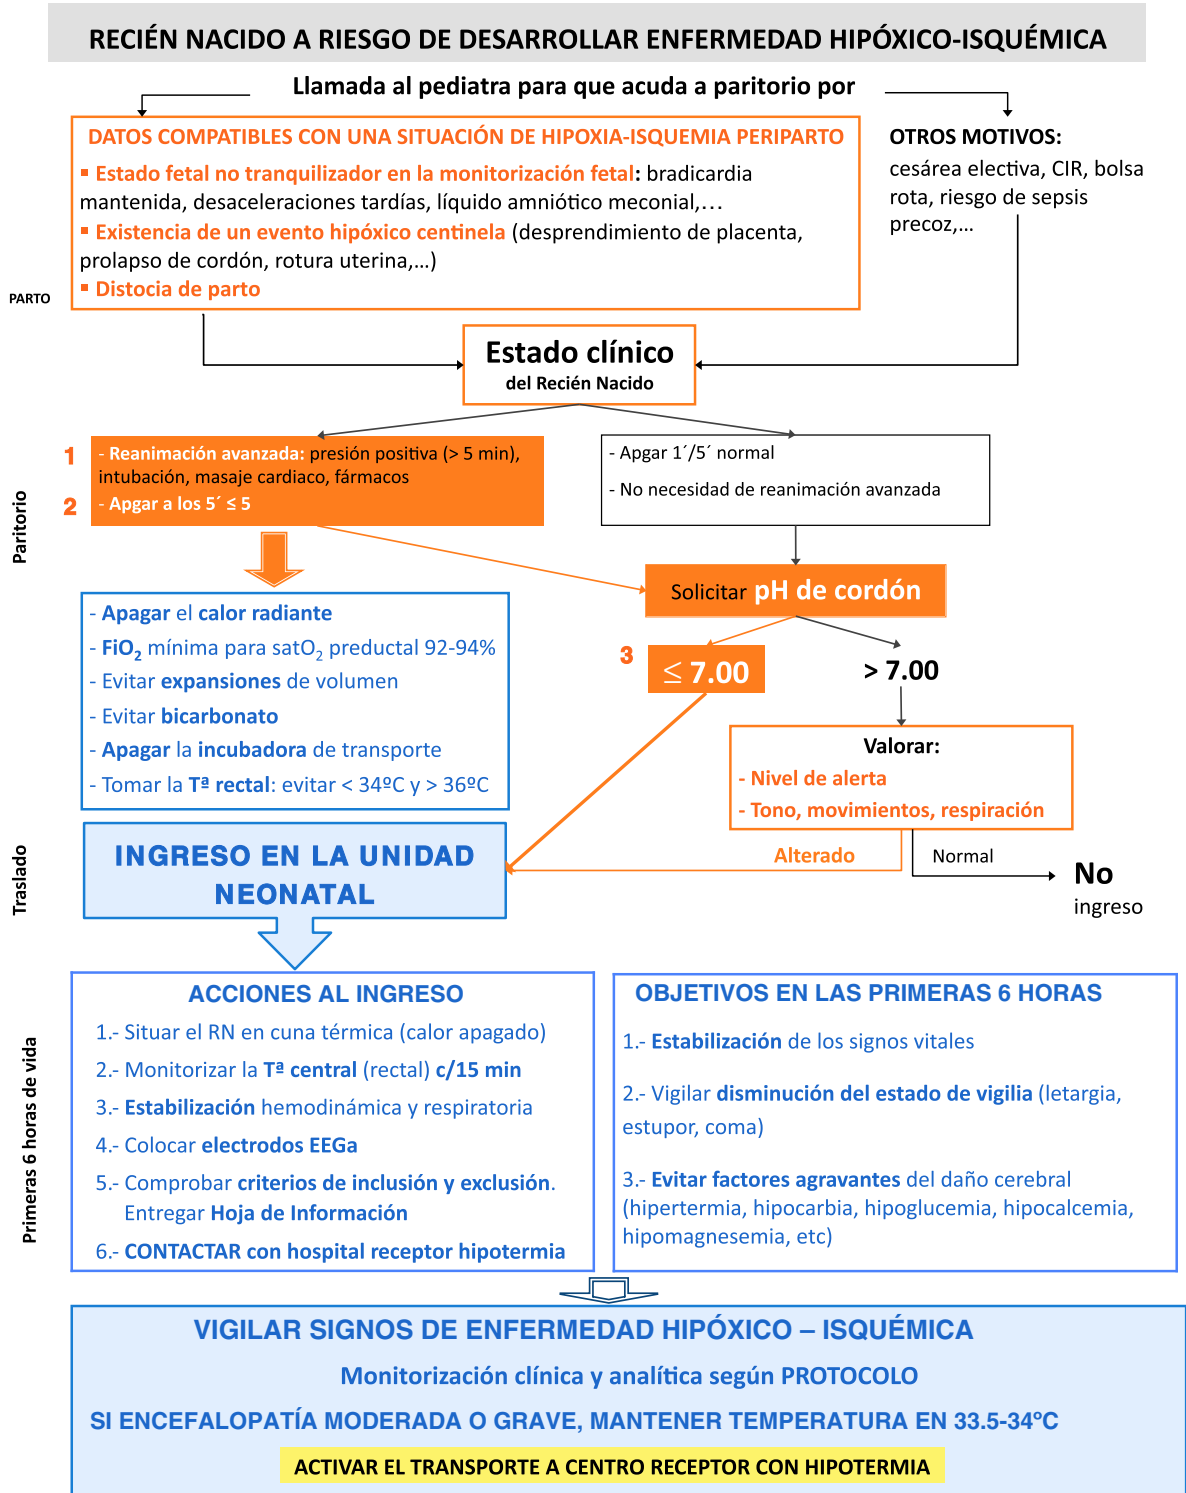 RECIÉN NACIDO A RIESGO DE DESARROLLAR ENFERMEDAD HIPÓXICO-ISQUÉMICA
Llamada al pediatra para que acuda a paritorio por
DATOS COMPATIBLES CON UNA SITUACIÓN DE HIPOXIA-ISQUEMIA PERIPARTO
▪ Estado fetal no tranquilizador en la monitorización fetal: bradicardia
mantenida, desaceleraciones tardías, líquido amniótico meconial,...
▪ Existencia de un evento hipóxico centinela (desprendimiento de placenta,
prolapso de cordón, rotura uterina,...)
▪ Distocia de parto
OTROS MOTIVOS:
cesárea electiva, CIR, bolsa
rota, riesgo de sepsis
precoz,...
PARTO
Estado clínico
del Recién Nacido
Paritorio
1
- Reanimación avanzada: presión positiva (> 5 min),
intubación, masaje cardiaco, fármacos
2
- Apgar a los 5´ ≤ 5
- Apgar 1´/5´ normal
- No necesidad de reanimación avanzada
Solicitar pH de cordón
3
≤ 7.00
> 7.00
- Apagar el calor radiante
- FiO2 mínima para satO2 preductal 92-94%
- Evitar expansiones de volumen
- Evitar bicarbonato
- Apagar la incubadora de transporte
- Tomar la Tª rectal: evitar < 34ºC y > 36ºC
Valorar:
- Nivel de alerta
- Tono, movimientos, respiración
Alterado
Normal
No
ingreso
Traslado
INGRESO EN LA UNIDAD
NEONATAL
Primeras 6 horas de vida
ACCIONES AL INGRESO
1.- Situar el RN en cuna térmica (calor apagado)
2.- Monitorizar la Tª central (rectal) c/15 min
3.- Estabilización hemodinámica y respiratoria
4.- Colocar electrodos EEGa
5.- Comprobar criterios de inclusión y exclusión.
Entregar Hoja de Información
6.- CONTACTAR con hospital receptor hipotermia
OBJETIVOS EN LAS PRIMERAS 6 HORAS
1.- Estabilización de los signos vitales
2.- Vigilar disminución del estado de vigilia (letargia,
estupor, coma)
3.- Evitar factores agravantes del daño cerebral
(hipertermia, hipocarbia, hipoglucemia, hipocalcemia,
hipomagnesemia, etc)
VIGILAR SIGNOS DE ENFERMEDAD HIPÓXICO – ISQUÉMICA
Monitorización clínica y analítica según PROTOCOLO
SI ENCEFALOPATÍA MODERADA O GRAVE, MANTENER TEMPERATURA EN 33.5-34ºC
ACTIVAR EL TRANSPORTE A CENTRO RECEPTOR CON HIPOTERMIA